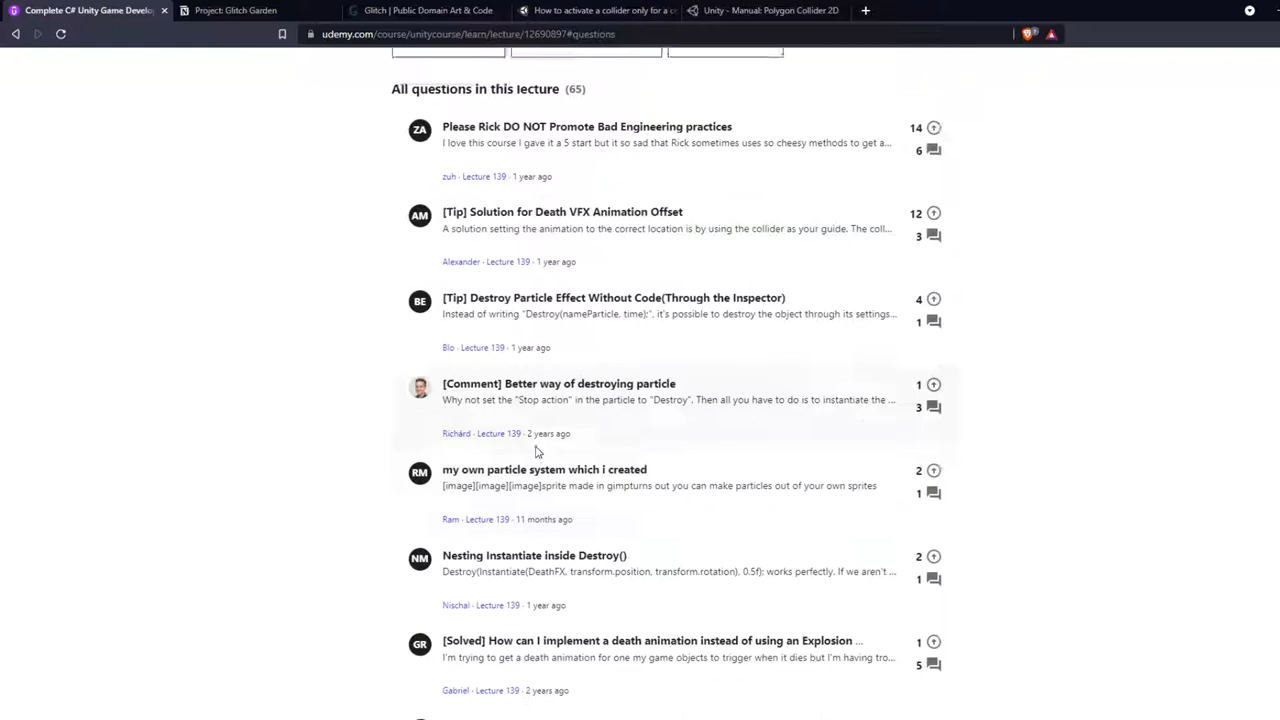 Complete C# Unity Game Develo
Project: Glitch Garden
Glitch | Public Domain Art & Code
How to activate a collider only for a c
Unity - Manual: Polygon Collider 2D
udemy.com/course/unitycourse/learn/lecture/12690897#questions
All questions in this lecture (65)
ZA
Please Rick DO NOT Promote Bad Engineering practices
14
I love this course I gave it a 5 start but it so sad that Rick sometimes uses so cheesy methods to get a...
6
zuh · Lecture 139 · 1 year ago
AM
[Tip] Solution for Death VFX Animation Offset
12
A solution setting the animation to the correct location is by using the collider as your guide. The coll...
3
Alexander · Lecture 139 · 1 year ago
BE
[Tip] Destroy Particle Effect Without Code(Through the Inspector)
4
Instead of writing "Destroy(nameParticle, time);", it's possible to destroy the object through its settings...
1
Blo · Lecture 139 · 1 year ago
[Comment] Better way of destroying particle
1
Why not set the "Stop action" in the particle to "Destroy". Then all you have to do is to instantiate the ...
3
Richárd · Lecture 139 · 2 years ago
RM
my own particle system which i created
2
[image][image][image]sprite made in gimpturns out you can make particles out of your own sprites
1
Ram · Lecture 139 · 11 months ago
NM
Nesting Instantiate inside Destroy()
2
Destroy(Instantiate(DeathFX, transform.position, transform.rotation), 0.5f); works perfectly. If we aren't ...
1
Nischal · Lecture 139 · 1 year ago
GR
[Solved] How can I implement a death animation instead of using an Explosion ...
1
I'm trying to get a death animation for one my game objects to trigger when it dies but I'm having tro...
5
Gabriel · Lecture 139 · 2 years ago